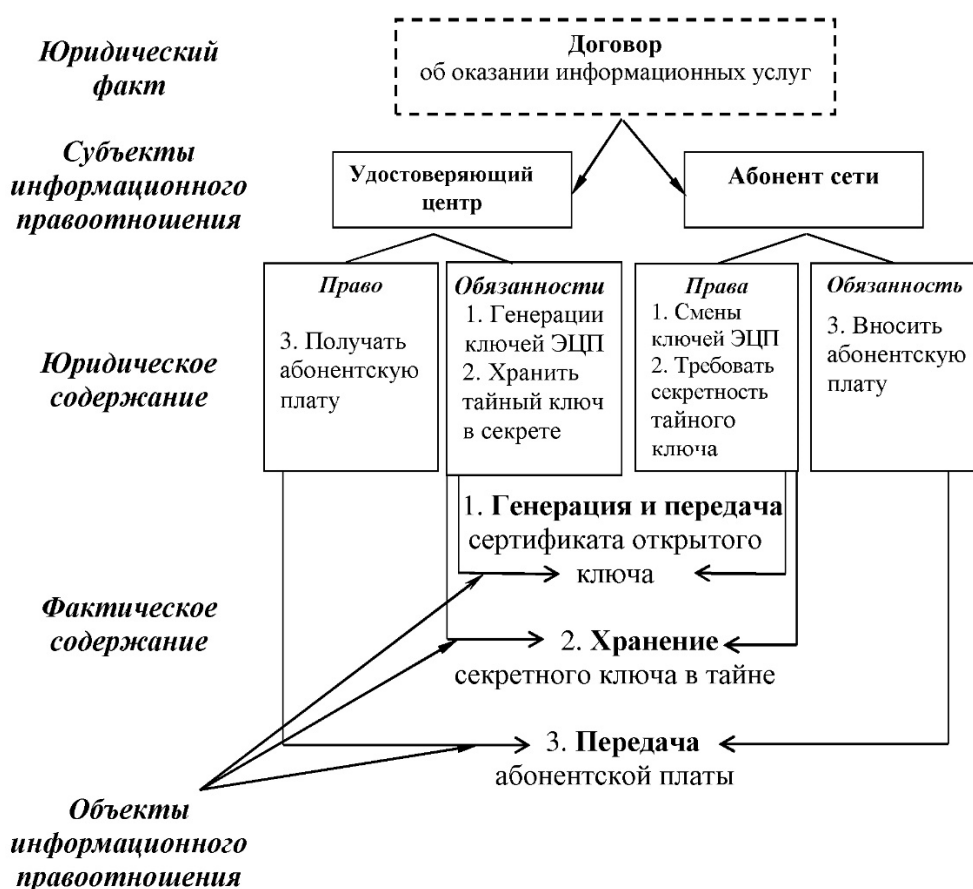 Юридический
факт
Договор
об оказании информационных услуг
Субъекты
информационного
правоотношения
Удостоверяющий
центр
Абонент сети
Юридическое
содержание
Право
3. Получать
абонентскую
плату
Обязанности
1. Генерации
ключей ЭЦП
2. Хранить
тайный ключ
в секрете
Права
1. Смены
ключей ЭЦП
2. Требовать
секретность
тайного
ключа
Обязанность
3. Вносить
абонентскую
плату
Фактическое
содержание
1. Генерация и передача
сертификата открытого
ключа
2. Хранение
секретного ключа в тайне
3. Передача
абонентской платы
Объекты
информационного
правоотношения